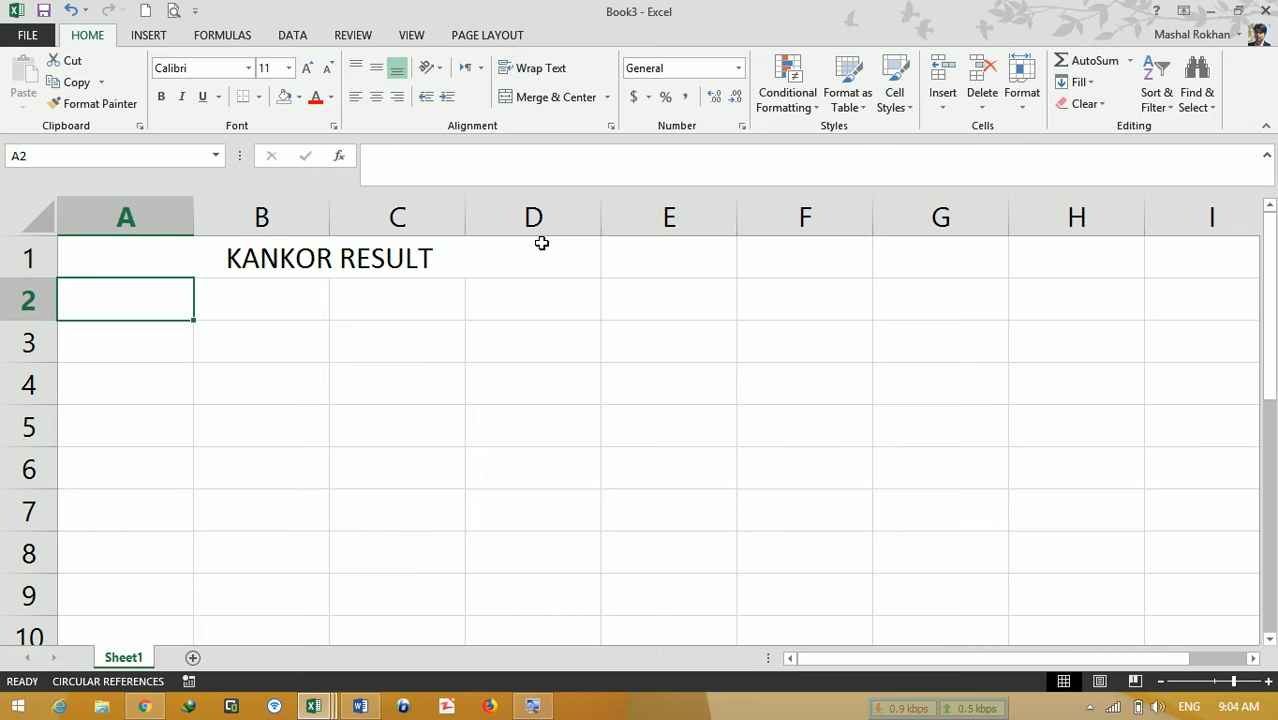 Book3 - Excel
?
FILE
HOME
INSERT
FORMULAS
DATA
REVIEW
VIEW
PAGE LAYOUT
Mashal Rokhan
Paste
Cut
Copy
Format Painter
Clipboard
Calibri
11
B I U
Font
Wrap Text
Merge & Center
Alignment
General
$ % ,
Number
Conditional
Formatting
Format as
Table
Cell
Styles
Styles
Insert
Delete
Format
Cells
AutoSum
Fill
Clear
Sort &
Filter
Find &
Select
Editing
A2
fx
A B C D E F G H I
1 KANKOR RESULT
2
3
4
5
6
7
8
9
10
Sheet1
READY CIRCULAR REFERENCES
0.9 kbps 0.5 kbps
ENG 9:04 AM